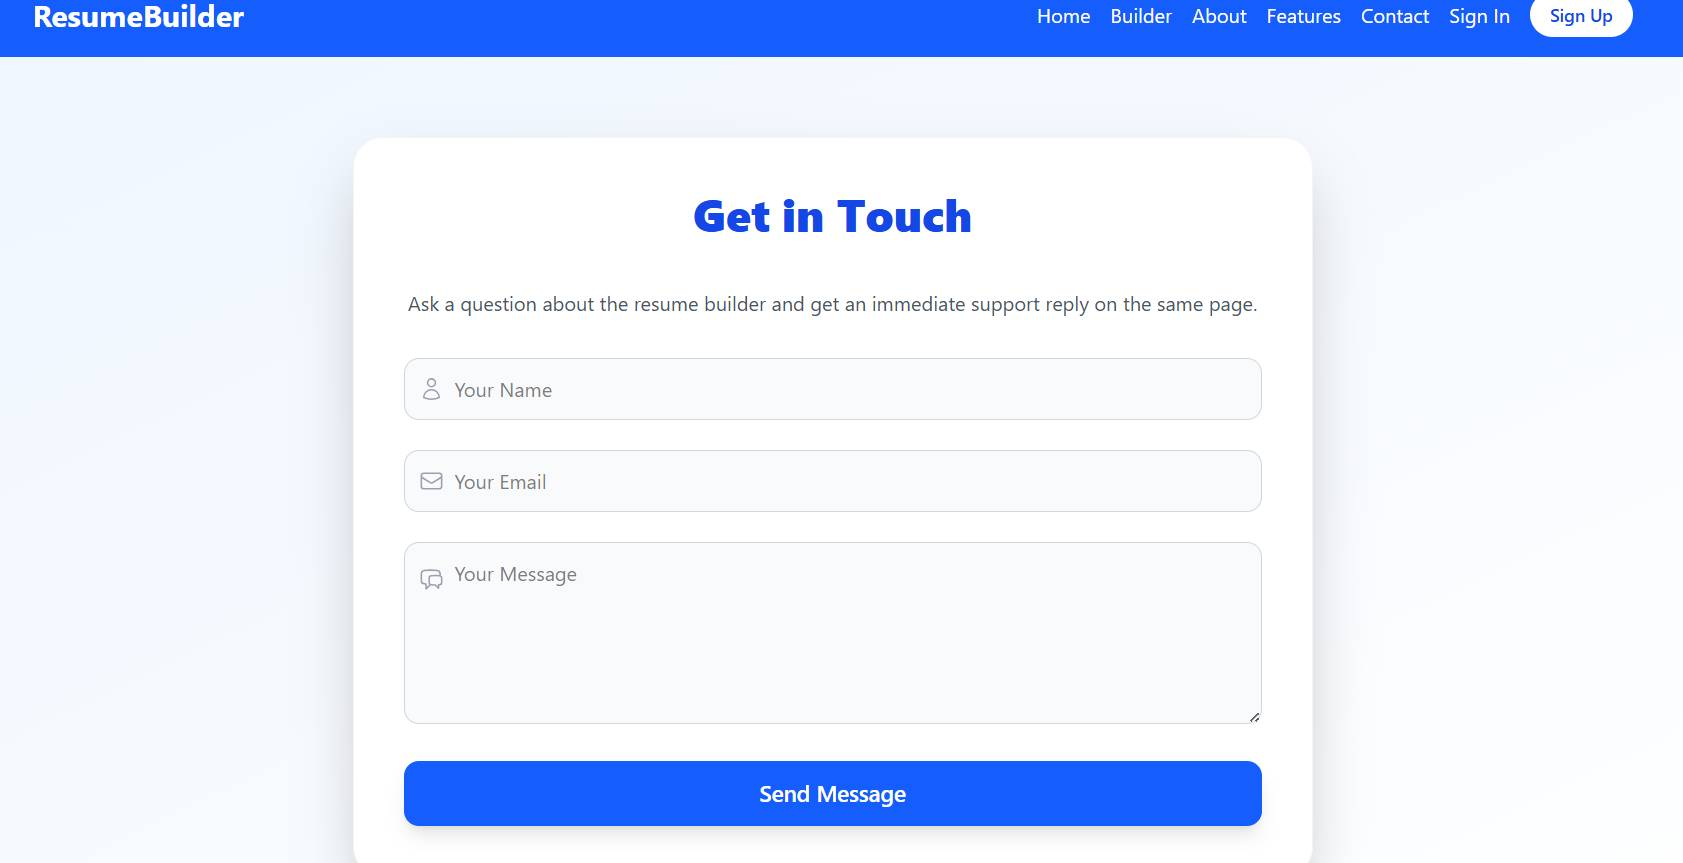 ResumeBuilder
Home Builder About Features Contact Sign In Sign Up
Get in Touch
Ask a question about the resume builder and get an immediate support reply on the same page.
Your Name
Your Email
Your Message
Send Message